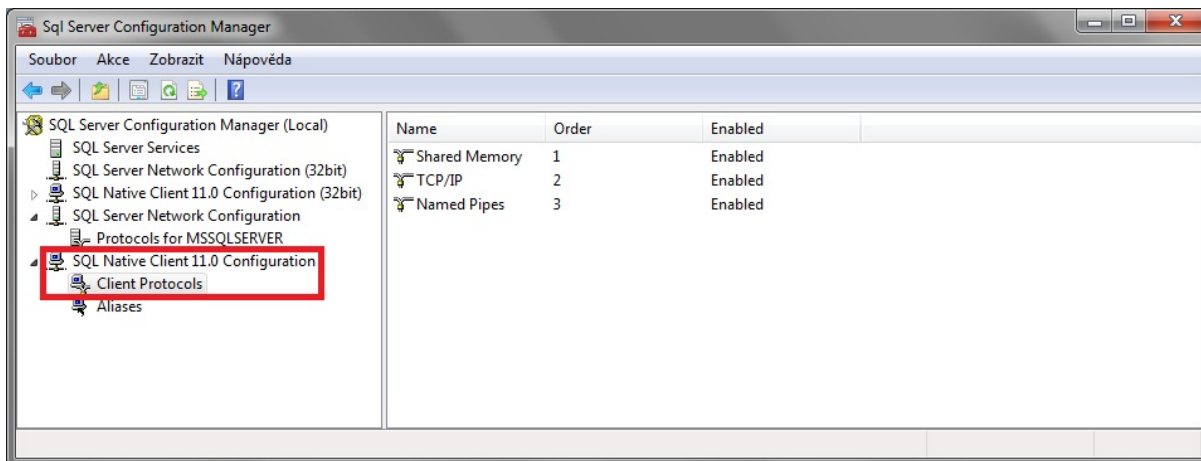 Sql Server Configuration Manager
Soubor Akce Zobrazit Nápověda
SQL Server Configuration Manager (Local)
SQL Server Services
SQL Server Network Configuration (32bit)
SQL Native Client 11.0 Configuration (32bit)
SQL Server Network Configuration
Protocols for MSSQLSERVER
SQL Native Client 11.0 Configuration
Client Protocols
Aliases
Name Order Enabled
Shared Memory 1 Enabled
TCP/IP 2 Enabled
Named Pipes 3 Enabled